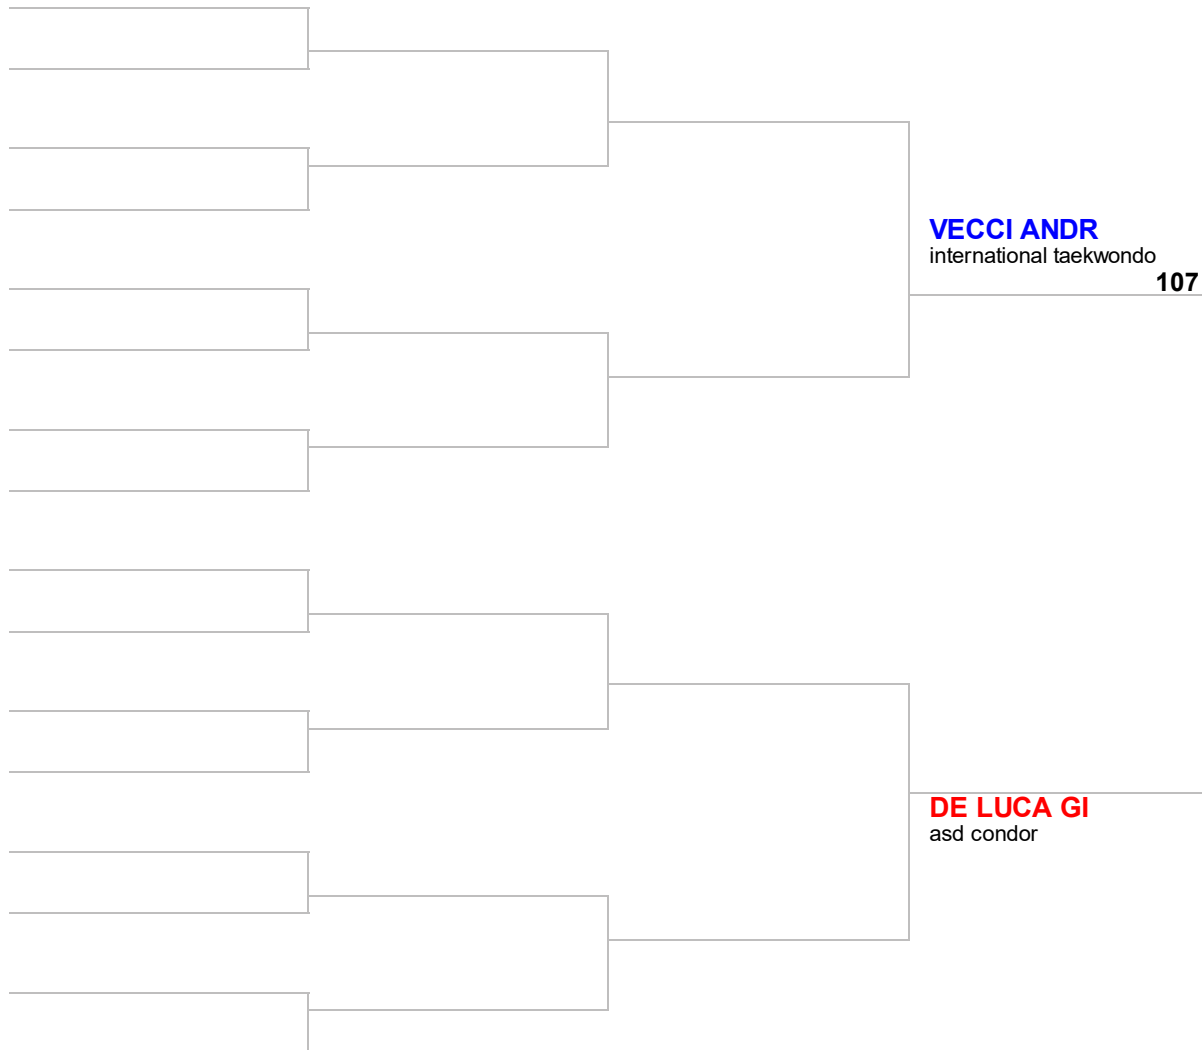 VECCI ANDR
international taekwondo
107
DE LUCA GI
asd condor